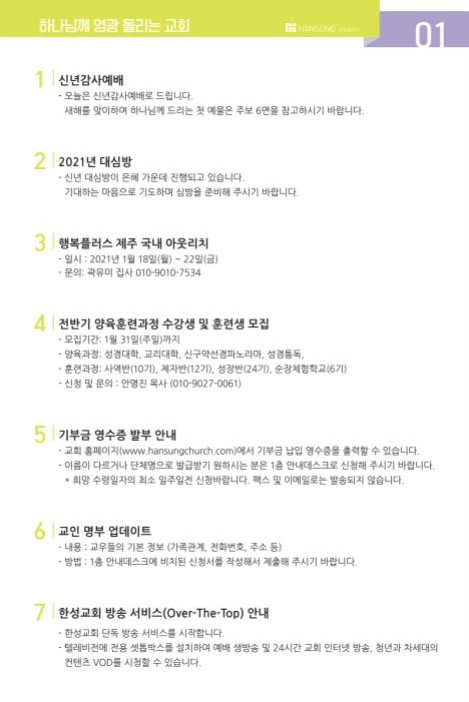 하나님께 영광 돌리는 교회
HANSUNG CHURCH
01
1 신년감사예배
- 오늘은 신년감사예배로 드립니다.
새해를 맞이하며 하나님께 드리는 첫 예물은 주보 6면을 참고하시기 바랍니다.
2 2021년 대심방
- 신년 대심방이 은혜 가운데 진행되고 있습니다.
기대하는 마음으로 기도하며 심방을 준비해 주시기 바랍니다.
3 행복플러스 제주 국내 아웃리치
- 일시 : 2021년 1월 18일(월) ~ 22일(금)
- 문의: 곽유미 집사 010-9010-7534
4 전반기 양육훈련과정 수강생 및 훈련생 모집
- 모집기간: 1월 31일(주일)까지
- 양육과정: 성경대학, 교리대학, 신구약선경파노라마, 성경통독,
- 훈련과정: 사역반(10기), 제자반(12기), 성장반(24기), 순장체험학교(6기)
- 신청 및 문의 : 안명진 목사 (010-9027-0061)
5 기부금 영수증 발부 안내
- 교회 홈페이지(www.hansungchurch.com)에서 기부금 납입 영수증을 출력할 수 있습니다.
- 이름이 다르거나 단체명으로 발급받기 원하시는 분은 1층 안내데스크로 신청해 주시기 바랍니다.
* 희망 수령일자의 최소 일주일전 신청바랍니다. 팩스 및 이메일로는 발송되지 않습니다.
6 교인 명부 업데이트
- 내용 : 교우들의 기본 정보 (가족관계, 전화번호, 주소 등)
- 방법 : 1층 안내데스크에 비치된 신청서를 작성해서 제출해 주시기 바랍니다.
7 한성교회 방송 서비스(Over-The-Top) 안내
- 한성교회 단독 방송 서비스를 시작합니다.
- 텔레비전에 전용 셋톱박스를 설치하여 예배 생방송 및 24시간 교회 인터넷 방송, 청년과 차세대의
컨텐츠 VOD를 시청할 수 있습니다.